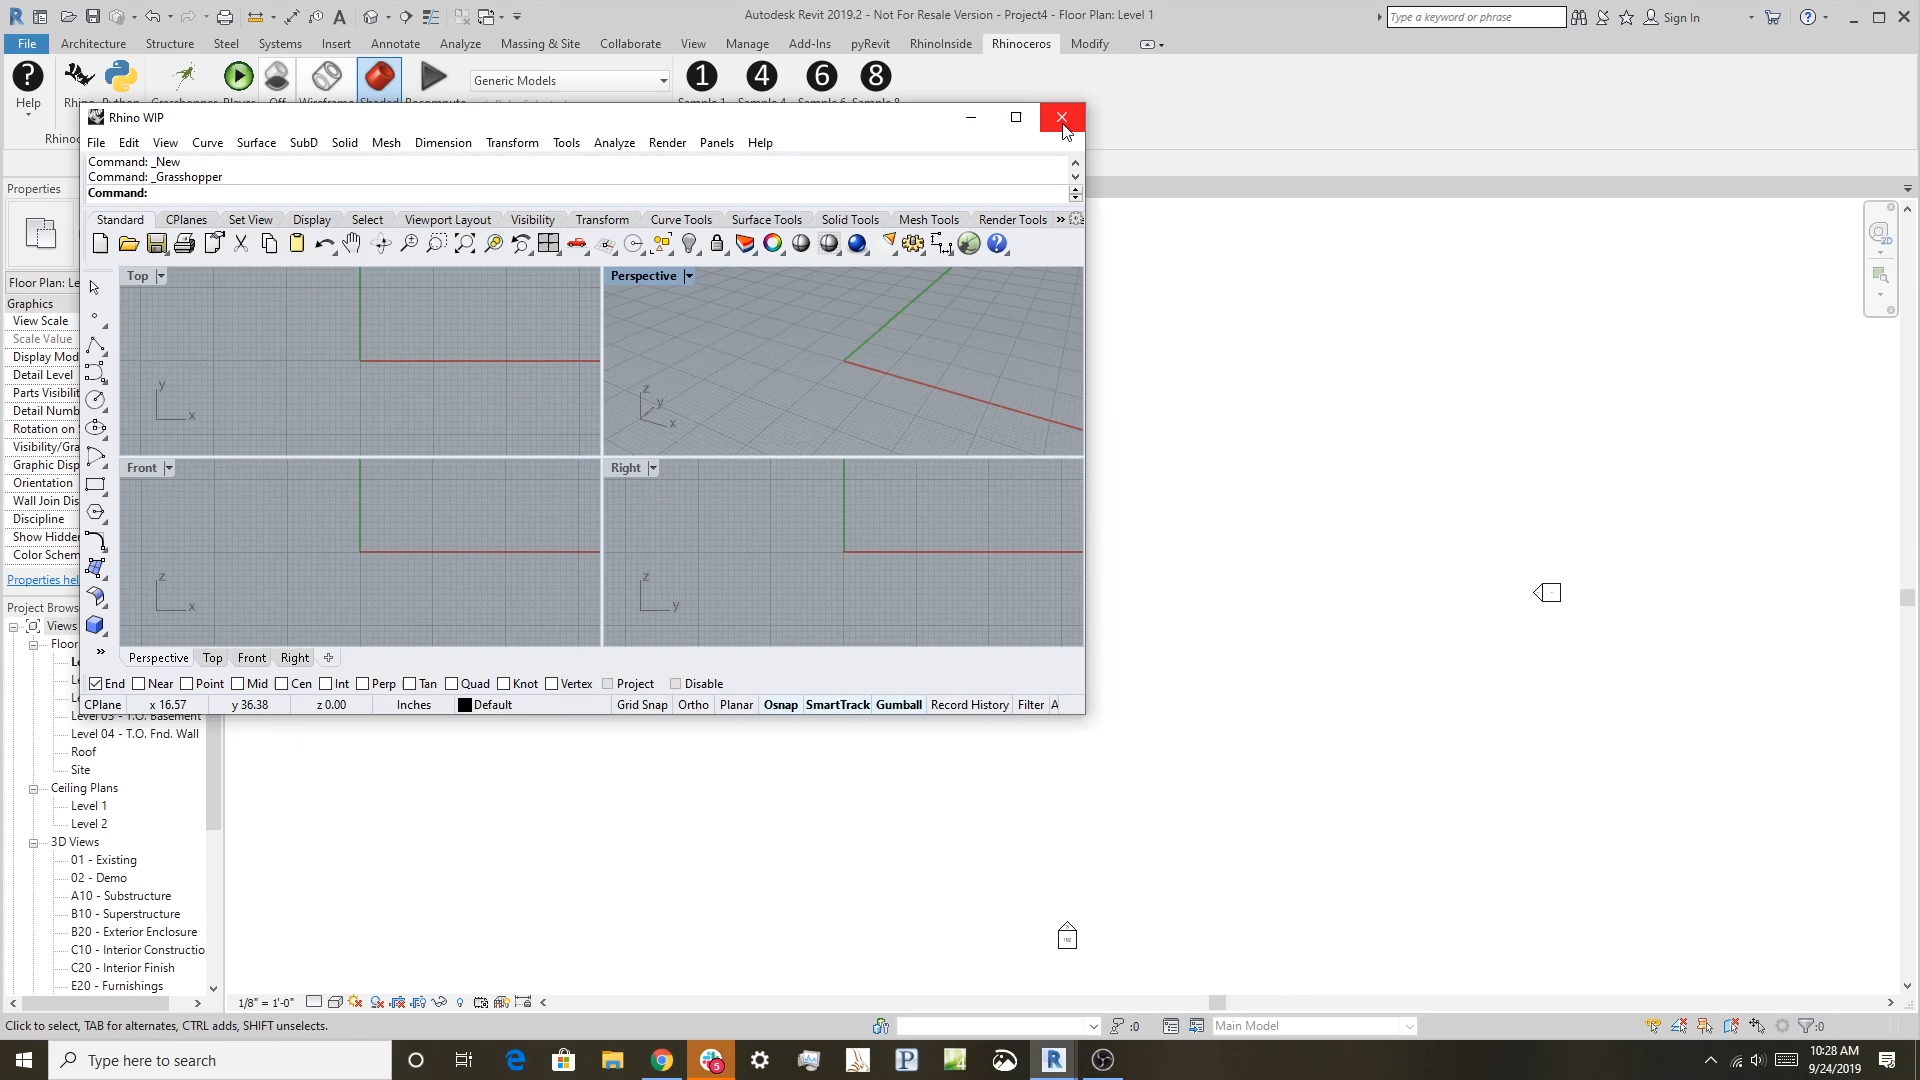 Autodesk Revit 2019.2 - Not For Resale Version - Project4 - Floor Plan: Level 1
Type a keyword or phrase
Sign In
File Architecture Structure Steel Systems Insert Annotate Analyze Massing & Site Collaborate View Manage Add-Ins pyRevit RhinoInside Rhinoceros Modify
Generic Models
1 4 6 8
Help
Rhino WIP
File Edit View Curve Surface SubD Solid Mesh Dimension Transform Tools Analyze Render Panels Help
Command: _New
Command: _Grasshopper
Command:
Standard CPlanes Set View Display Select Viewport Layout Visibility Transform Curve Tools Surface Tools Solid Tools Mesh Tools Render Tools »
Properties
Floor Plan: Le
Graphics
View Scale
Scale Value
Display Mod
Detail Level
Parts Visibilit
Detail Numb
Rotation on
Visibility/Gra
Graphic Disp
Orientation
Wall Join Dis
Discipline
Show Hidder
Color Schem
Properties hel
Top
y
x
Perspective
z
y
x
Front
z
x
Right
z
y
Perspective Top Front Right
End Near Point Mid Cen Int Perp Tan Quad Knot Vertex Project Disable
CPlane x 16.57 y 36.38 z 0.00 Inches Default Grid Snap Ortho Planar Osnap SmartTrack Gumball Record History Filter A
Project Brows
Views
Floor
Level 03 - T.O. Basement
Level 04 - T.O. Fnd. Wall
Roof
Site
Ceiling Plans
Level 1
Level 2
3D Views
01 - Existing
02 - Demo
A10 - Substructure
B10 - Superstructure
B20 - Exterior Enclosure
C10 - Interior Constructio
C20 - Interior Finish
E20 - Furnishings
2D
1/8" = 1'-0"
Click to select, TAB for alternates, CTRL adds, SHIFT unselects.
:0
Main Model
:0
Type here to search
5
10:28 AM
9/24/2019